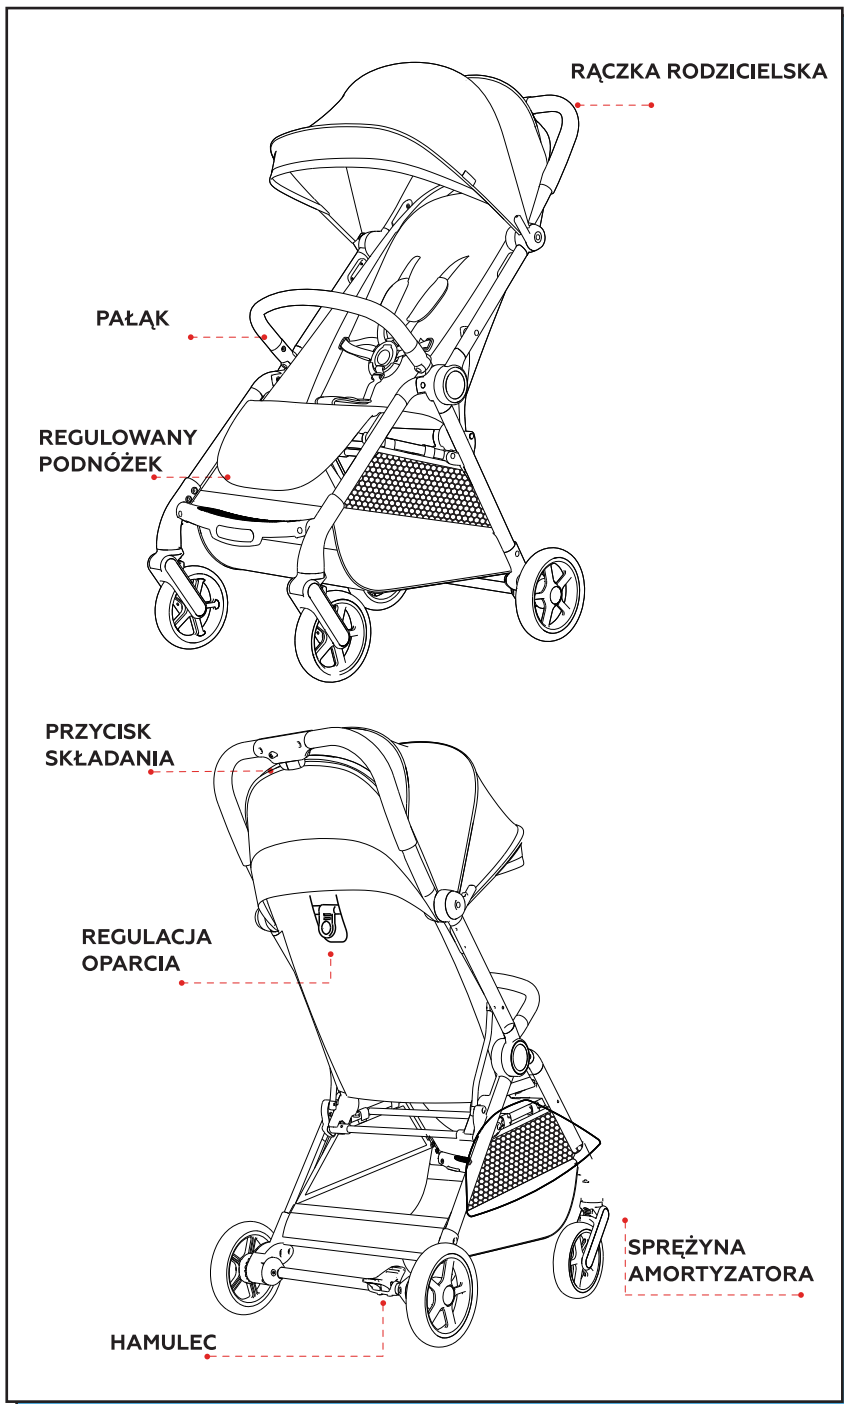 RĄCZKA RODZICIELSKA
PAŁĄK
REGULOWANY
PODNÓŻEK
PRZYCISK
SKŁADANIA
REGULACJA
OPARCIA
SPRĘŻYNA
AMORTYZATORA
HAMULEC